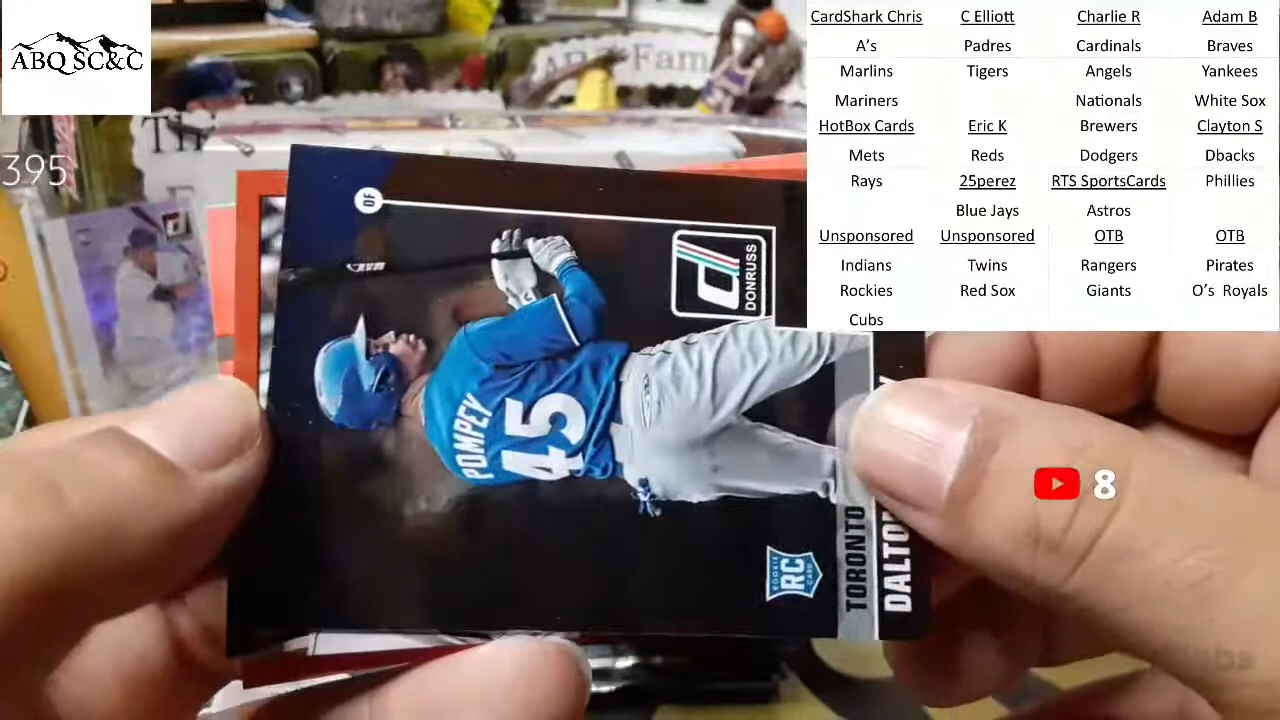 ABQ SC&C
395
CardShark Chris
A's
Marlins
Mariners
HotBox Cards
Mets
Rays
Unsponsored
Indians
Rockies
Cubs
C Elliott
Padres
Tigers
Eric K
Reds
25perez
Blue Jays
Unsponsored
Twins
Red Sox
Charlie R
Cardinals
Angels
Nationals
Brewers
Dodgers
RTS SportsCards
Astros
OTB
Rangers
Giants
Adam B
Braves
Yankees
White Sox
Clayton S
Dbacks
Phillies
OTB
Pirates
O's Royals
Fam
OF
d
DONRUSS
POMPEY
45
ROOKIE
RC
CARD
TORONTO
8